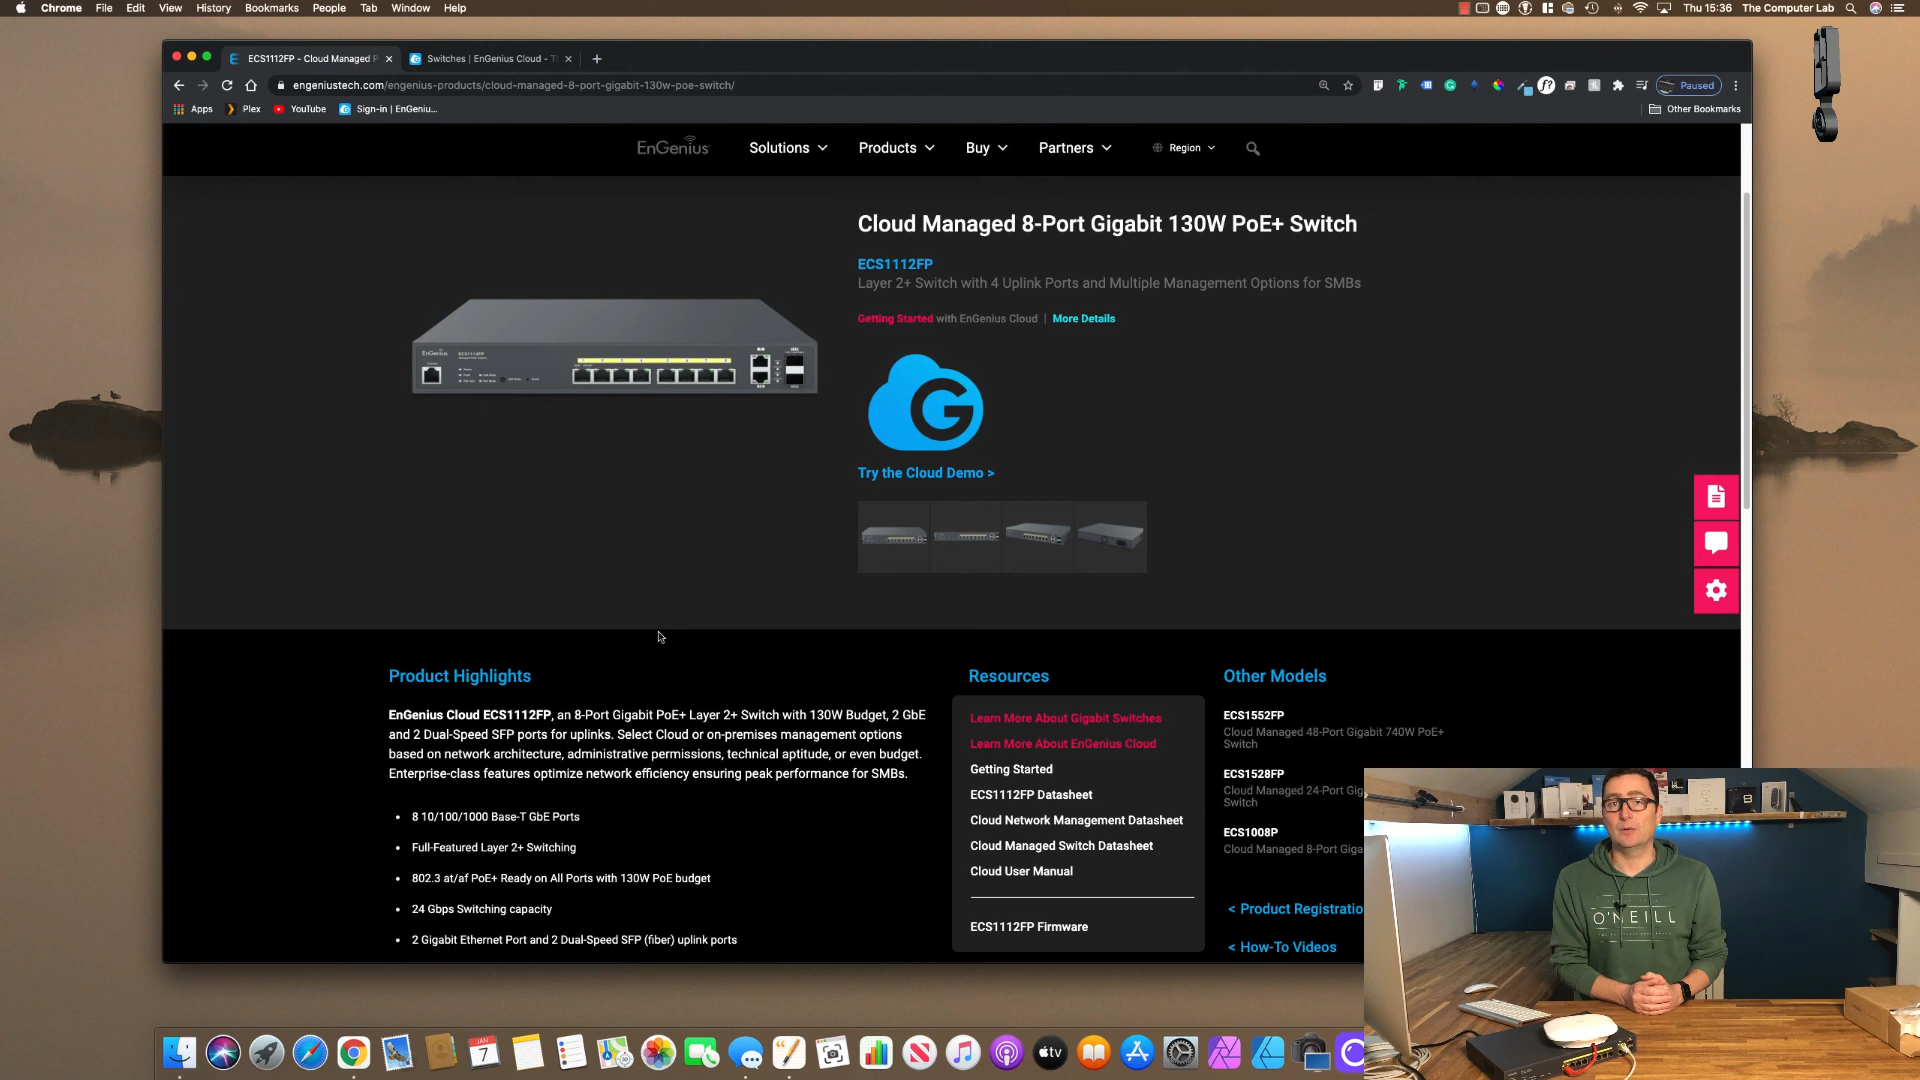 Chrome File Edit View History Bookmarks People Tab Window Help
Thu 15:36 The Computer Lab
ECS1112FP - Cloud Managed P
Switches | EnGenius Cloud - T
engeniustech.com/engenius-products/cloud-managed-8-port-gigabit-130w-poe-switch/
Paused
Apps Plex YouTube Sign-in | EnGeniu...
Other Bookmarks
EnGenius
Solutions Products Buy Partners Region
Cloud Managed 8-Port Gigabit 130W PoE+ Switch
ECS1112FP
Layer 2+ Switch with 4 Uplink Ports and Multiple Management Options for SMBs
Getting Started with EnGenius Cloud | More Details
EnGenius
ECS1112FP
G
Try the Cloud Demo >
Product Highlights
EnGenius Cloud ECS1112FP, an 8-Port Gigabit PoE+ Layer 2+ Switch with 130W Budget, 2 GbE
and 2 Dual-Speed SFP ports for uplinks. Select Cloud or on-premises management options
based on network architecture, administrative permissions, technical aptitude, or even budget.
Enterprise-class features optimize network efficiency ensuring peak performance for SMBs.
• 8 10/100/1000 Base-T GbE Ports
• Full-Featured Layer 2+ Switching
• 802.3 at/af PoE+ Ready on All Ports with 130W PoE budget
• 24 Gbps Switching capacity
• 2 Gigabit Ethernet Port and 2 Dual-Speed SFP (fiber) uplink ports
Resources
Learn More About Gigabit Switches
Learn More About EnGenius Cloud
Getting Started
ECS1112FP Datasheet
Cloud Network Management Datasheet
Cloud Managed Switch Datasheet
Cloud User Manual
ECS1112FP Firmware
Other Models
ECS1552FP
Cloud Managed 48-Port Gigabit 740W PoE+
Switch
ECS1528FP
Cloud Managed 24-Port Gig
Switch
ECS1008P
Cloud Managed 8-Port Giga
< Product Registratio
< How-To Videos
O'NEILL
JAN
7
tv